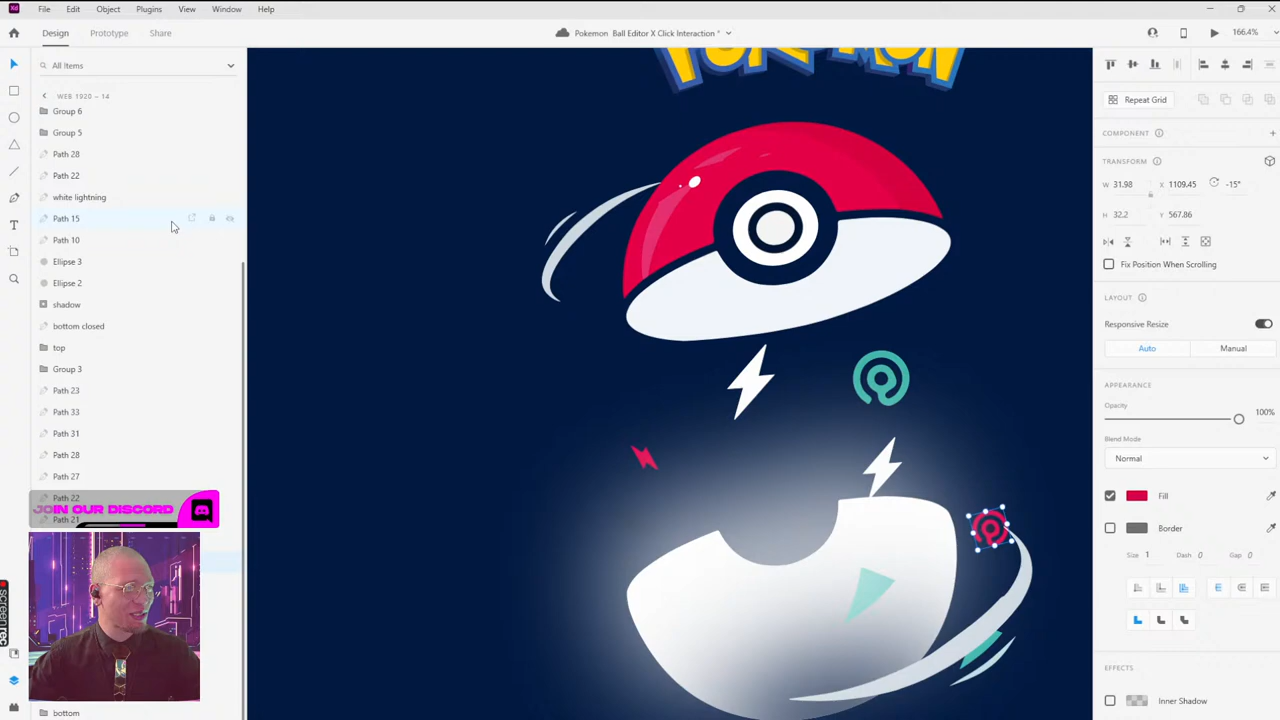 Xd File Edit Object Plugins View Window Help
Design Prototype Share
Pokemon Ball Editor X Click Interaction *
166.4%
All Items
WEB 1920 – 14
Group 6
Group 5
Path 28
Path 22
white lightning
Path 15
Path 10
Ellipse 3
Ellipse 2
shadow
bottom closed
top
Group 3
Path 23
Path 33
Path 31
Path 28
Path 27
Path 22
Path 21
JOIN OUR DISCORD
bottom
POKéMON
Repeat Grid
COMPONENT
TRANSFORM
W 31.98 X 1109.45 -15°
H 32.2 Y 567.86
Fix Position When Scrolling
LAYOUT
Responsive Resize
Auto Manual
APPEARANCE
Opacity
100%
Blend Mode
Normal
Fill
Border
Size 1 Dash 0 Gap 0
EFFECTS
Inner Shadow